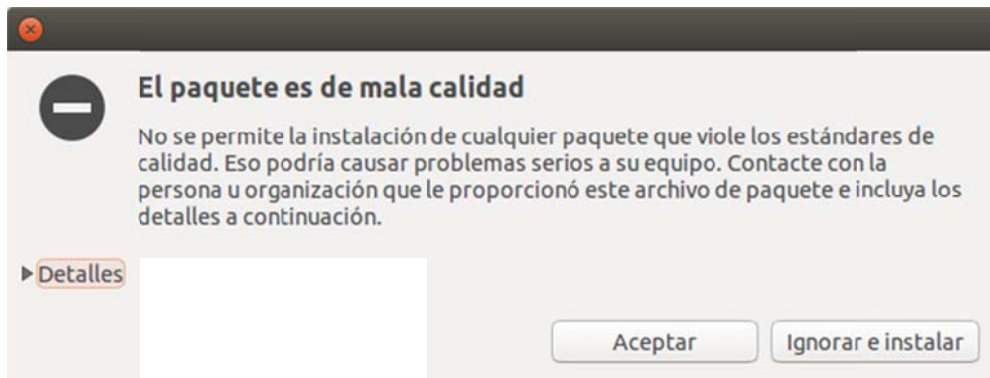 El paquete es de mala calidad
No se permite la instalación de cualquier paquete que viole los estándares de
calidad. Eso podría causar problemas serios a su equipo. Contacte con la
persona u organización que le proporcionó este archivo de paquete e incluya los
detalles a continuación.
Detalles
Aceptar
Ignorar e instalar